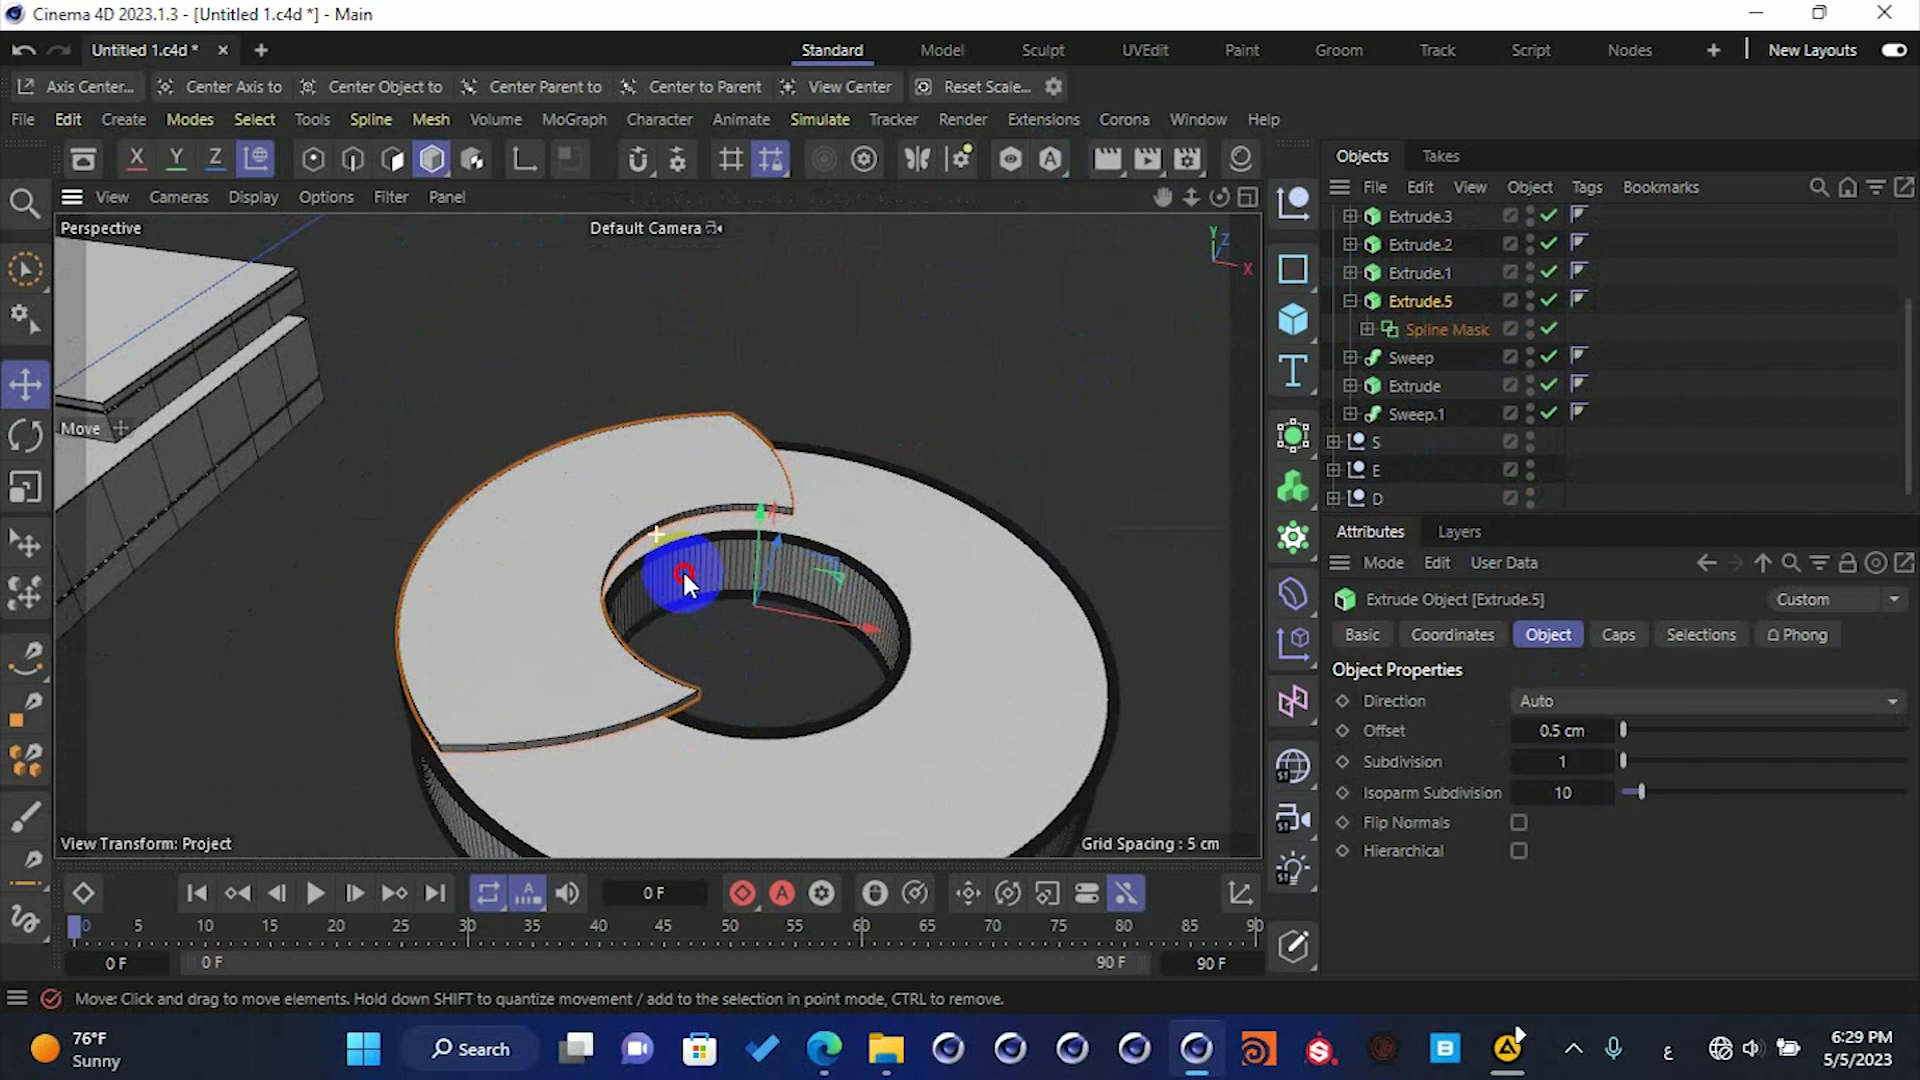 Cinema 4D 2023.1.3 - [Untitled 1.c4d *] - Main
Untitled 1.c4d *
Standard Model Sculpt UVEdit Paint Groom Track Script Nodes New Layouts
Axis Center... Center Axis to Center Object to Center Parent to Center to Parent View Center Reset Scale...
File Edit Create Modes Select Tools Spline Mesh Volume MoGraph Character Animate Simulate Tracker Render Extensions Corona Window Help
X Y Z
View Cameras Display Options Filter Panel
Perspective
Default Camera
Y
Z
X
Move
View Transform: Project
Grid Spacing : 5 cm
Objects Takes
File Edit View Object Tags Bookmarks
Extrude.3
Extrude.2
Extrude.1
Extrude.5
Spline Mask
Sweep
Extrude
Sweep.1
S
E
D
Attributes Layers
Mode Edit User Data
Extrude Object [Extrude.5] Custom
Basic Coordinates Object Caps Selections Phong
Object Properties
Direction Auto
Offset 0.5 cm
Subdivision 1
Isoparm Subdivision 10
Flip Normals
Hierarchical
0 F
0 5 10 15 20 25 30 35 40 45 50 55 60 65 70 75 80 85 90
0 F 0 F 90 F 90 F
Move: Click and drag to move elements. Hold down SHIFT to quantize movement / add to the selection in point mode, CTRL to remove.
76°F
Sunny
Search
ع
6:29 PM
5/5/2023